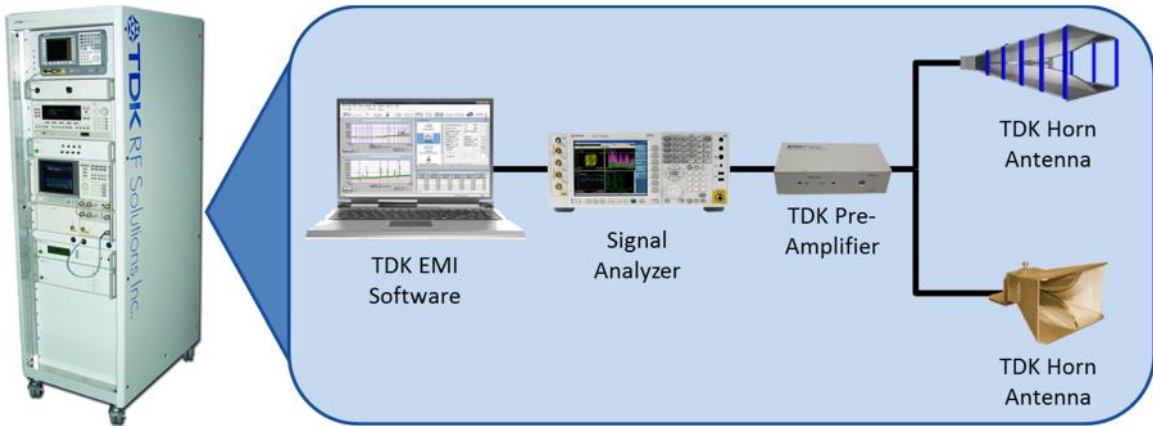 TDK RF Solutions Inc.
TDK EMI
Software
Signal
Analyzer
TDK Pre-
Amplifier
TDK Horn
Antenna
TDK Horn
Antenna